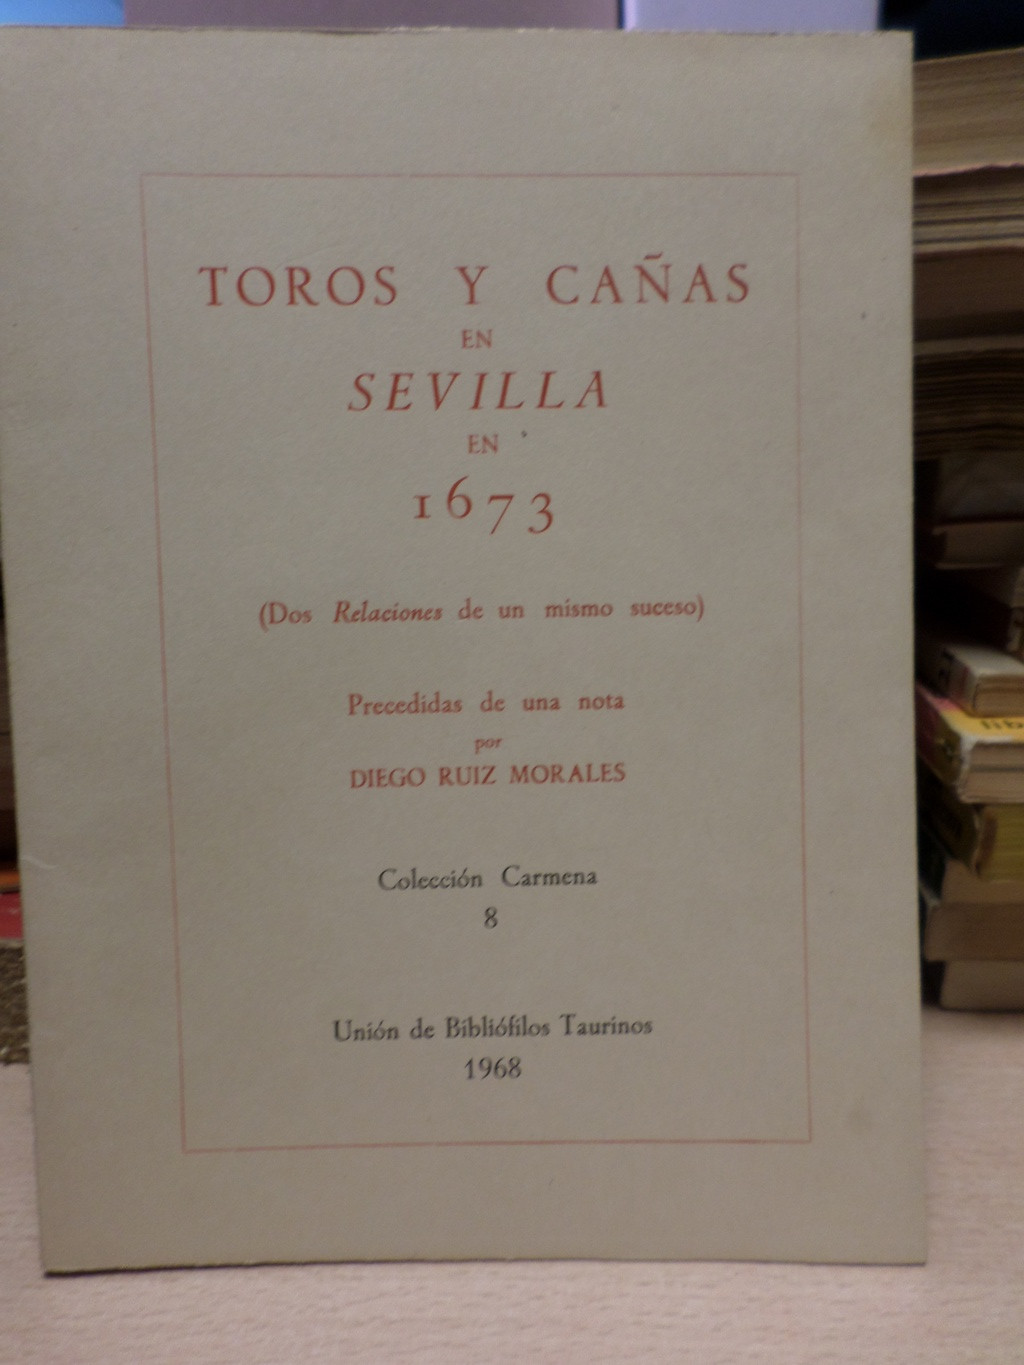 TOROS Y CAÑAS
EN
SEVILLA
EN
1673
(Dos Relaciones de un mismo suceso)
Precedidas de una nota
por
DIEGO RUIZ MORALES
Colección Carmena
8
Unión de Bibliófilos Taurinos
1968